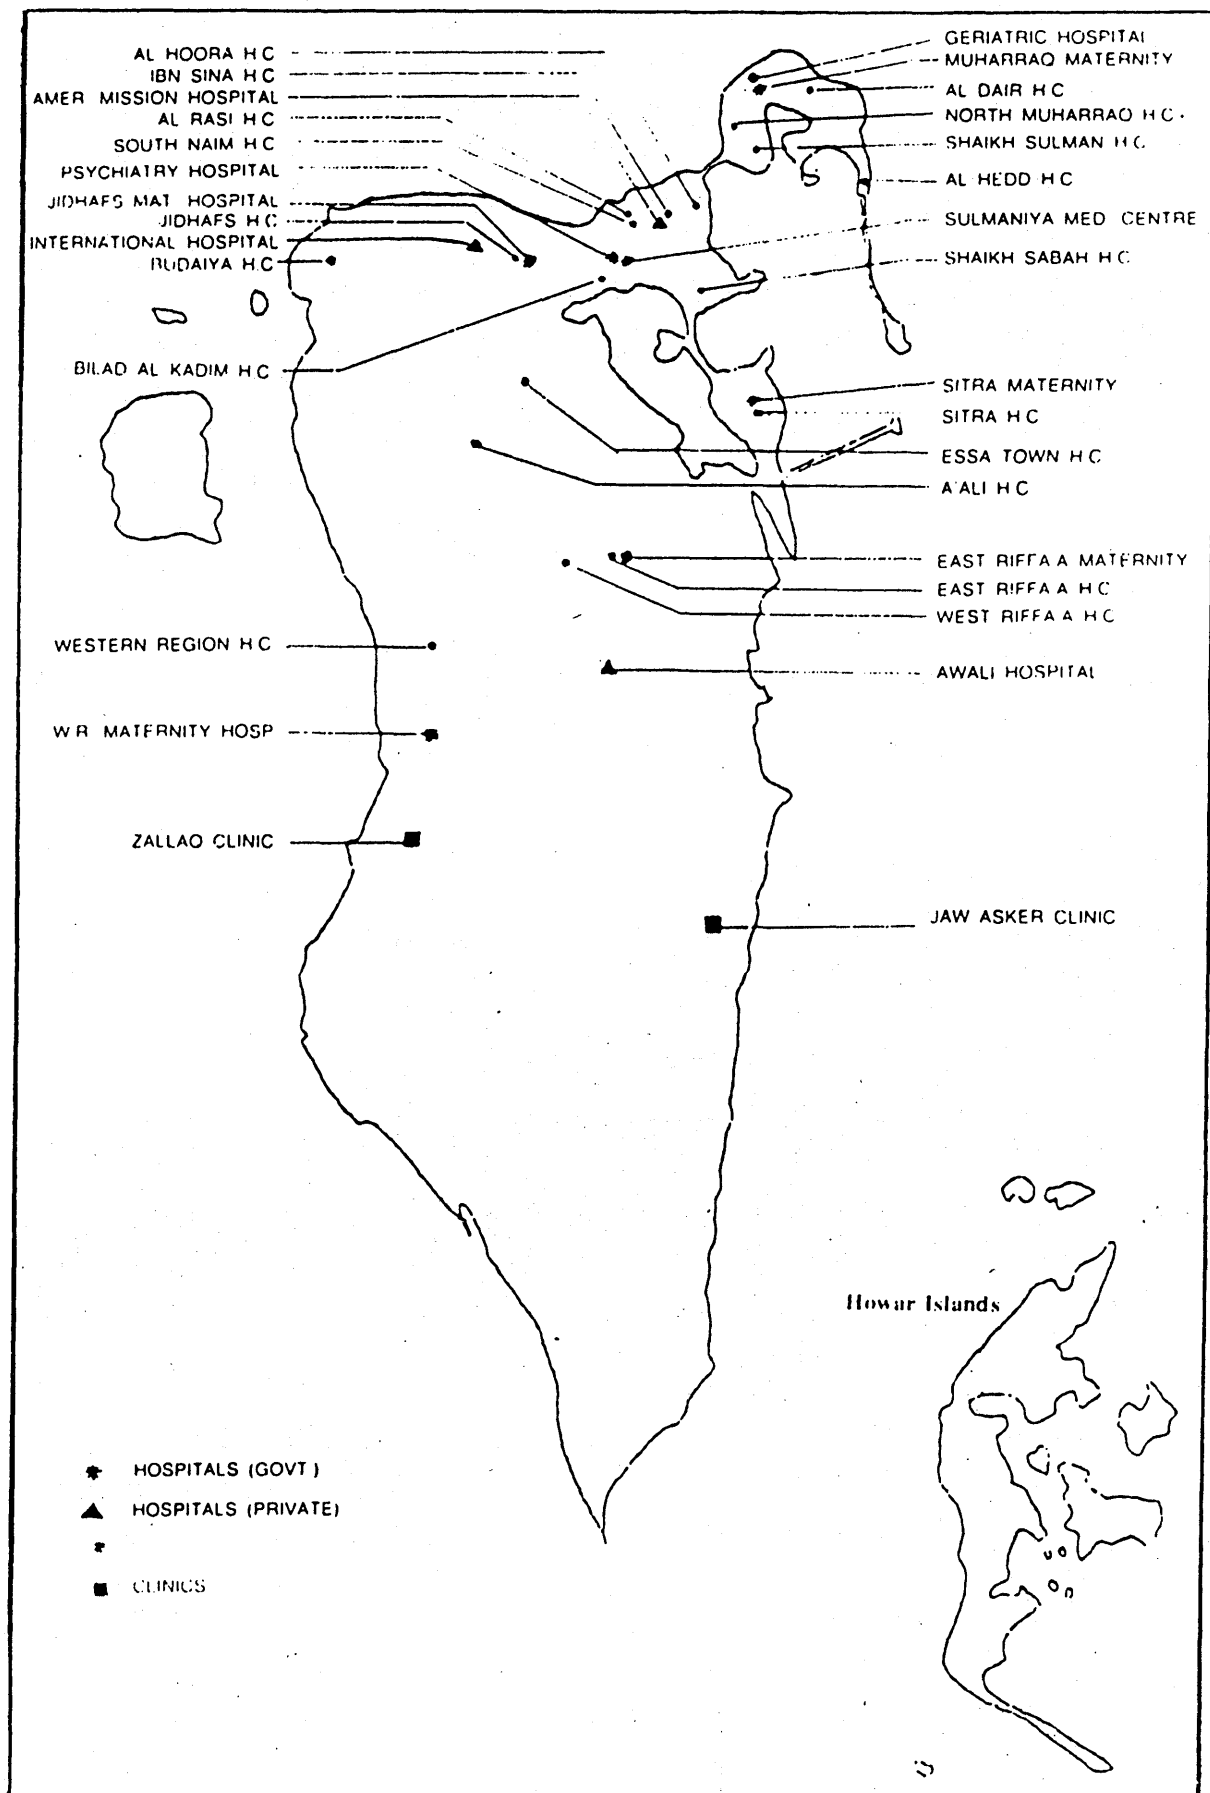 AL HOORA H C
IBN SINA H C
AMER MISSION HOSPITAL
AL RASI H C
SOUTH NAIM H C
PSYCHIATRY HOSPITAL
JIDHAFS MAT HOSPITAL
JIDHAFS H C
INTERNATIONAL HOSPITAL
BUDAIYA H C
BILAD AL KADIM H C
WESTERN REGION H C
W R MATERNITY HOSP
ZALLAQ CLINIC
GERIATRIC HOSPITAL
MUHARRAQ MATERNITY
AL DAIR H C
NORTH MUHARRAQ H C
SHAIKH SULMAN H C
AL HEDD H C
SULMANIYA MED CENTRE
SHAIKH SABAH H C
SITRA MATERNITY
SITRA H C
ESSA TOWN H C
A'ALI H C
EAST RIFFA A MATERNITY
EAST RIFFA A H C
WEST RIFFA A H C
AWALI HOSPITAL
JAW ASKER CLINIC
Howar Islands
HOSPITALS (GOVT)
HOSPITALS (PRIVATE)
CLINICS